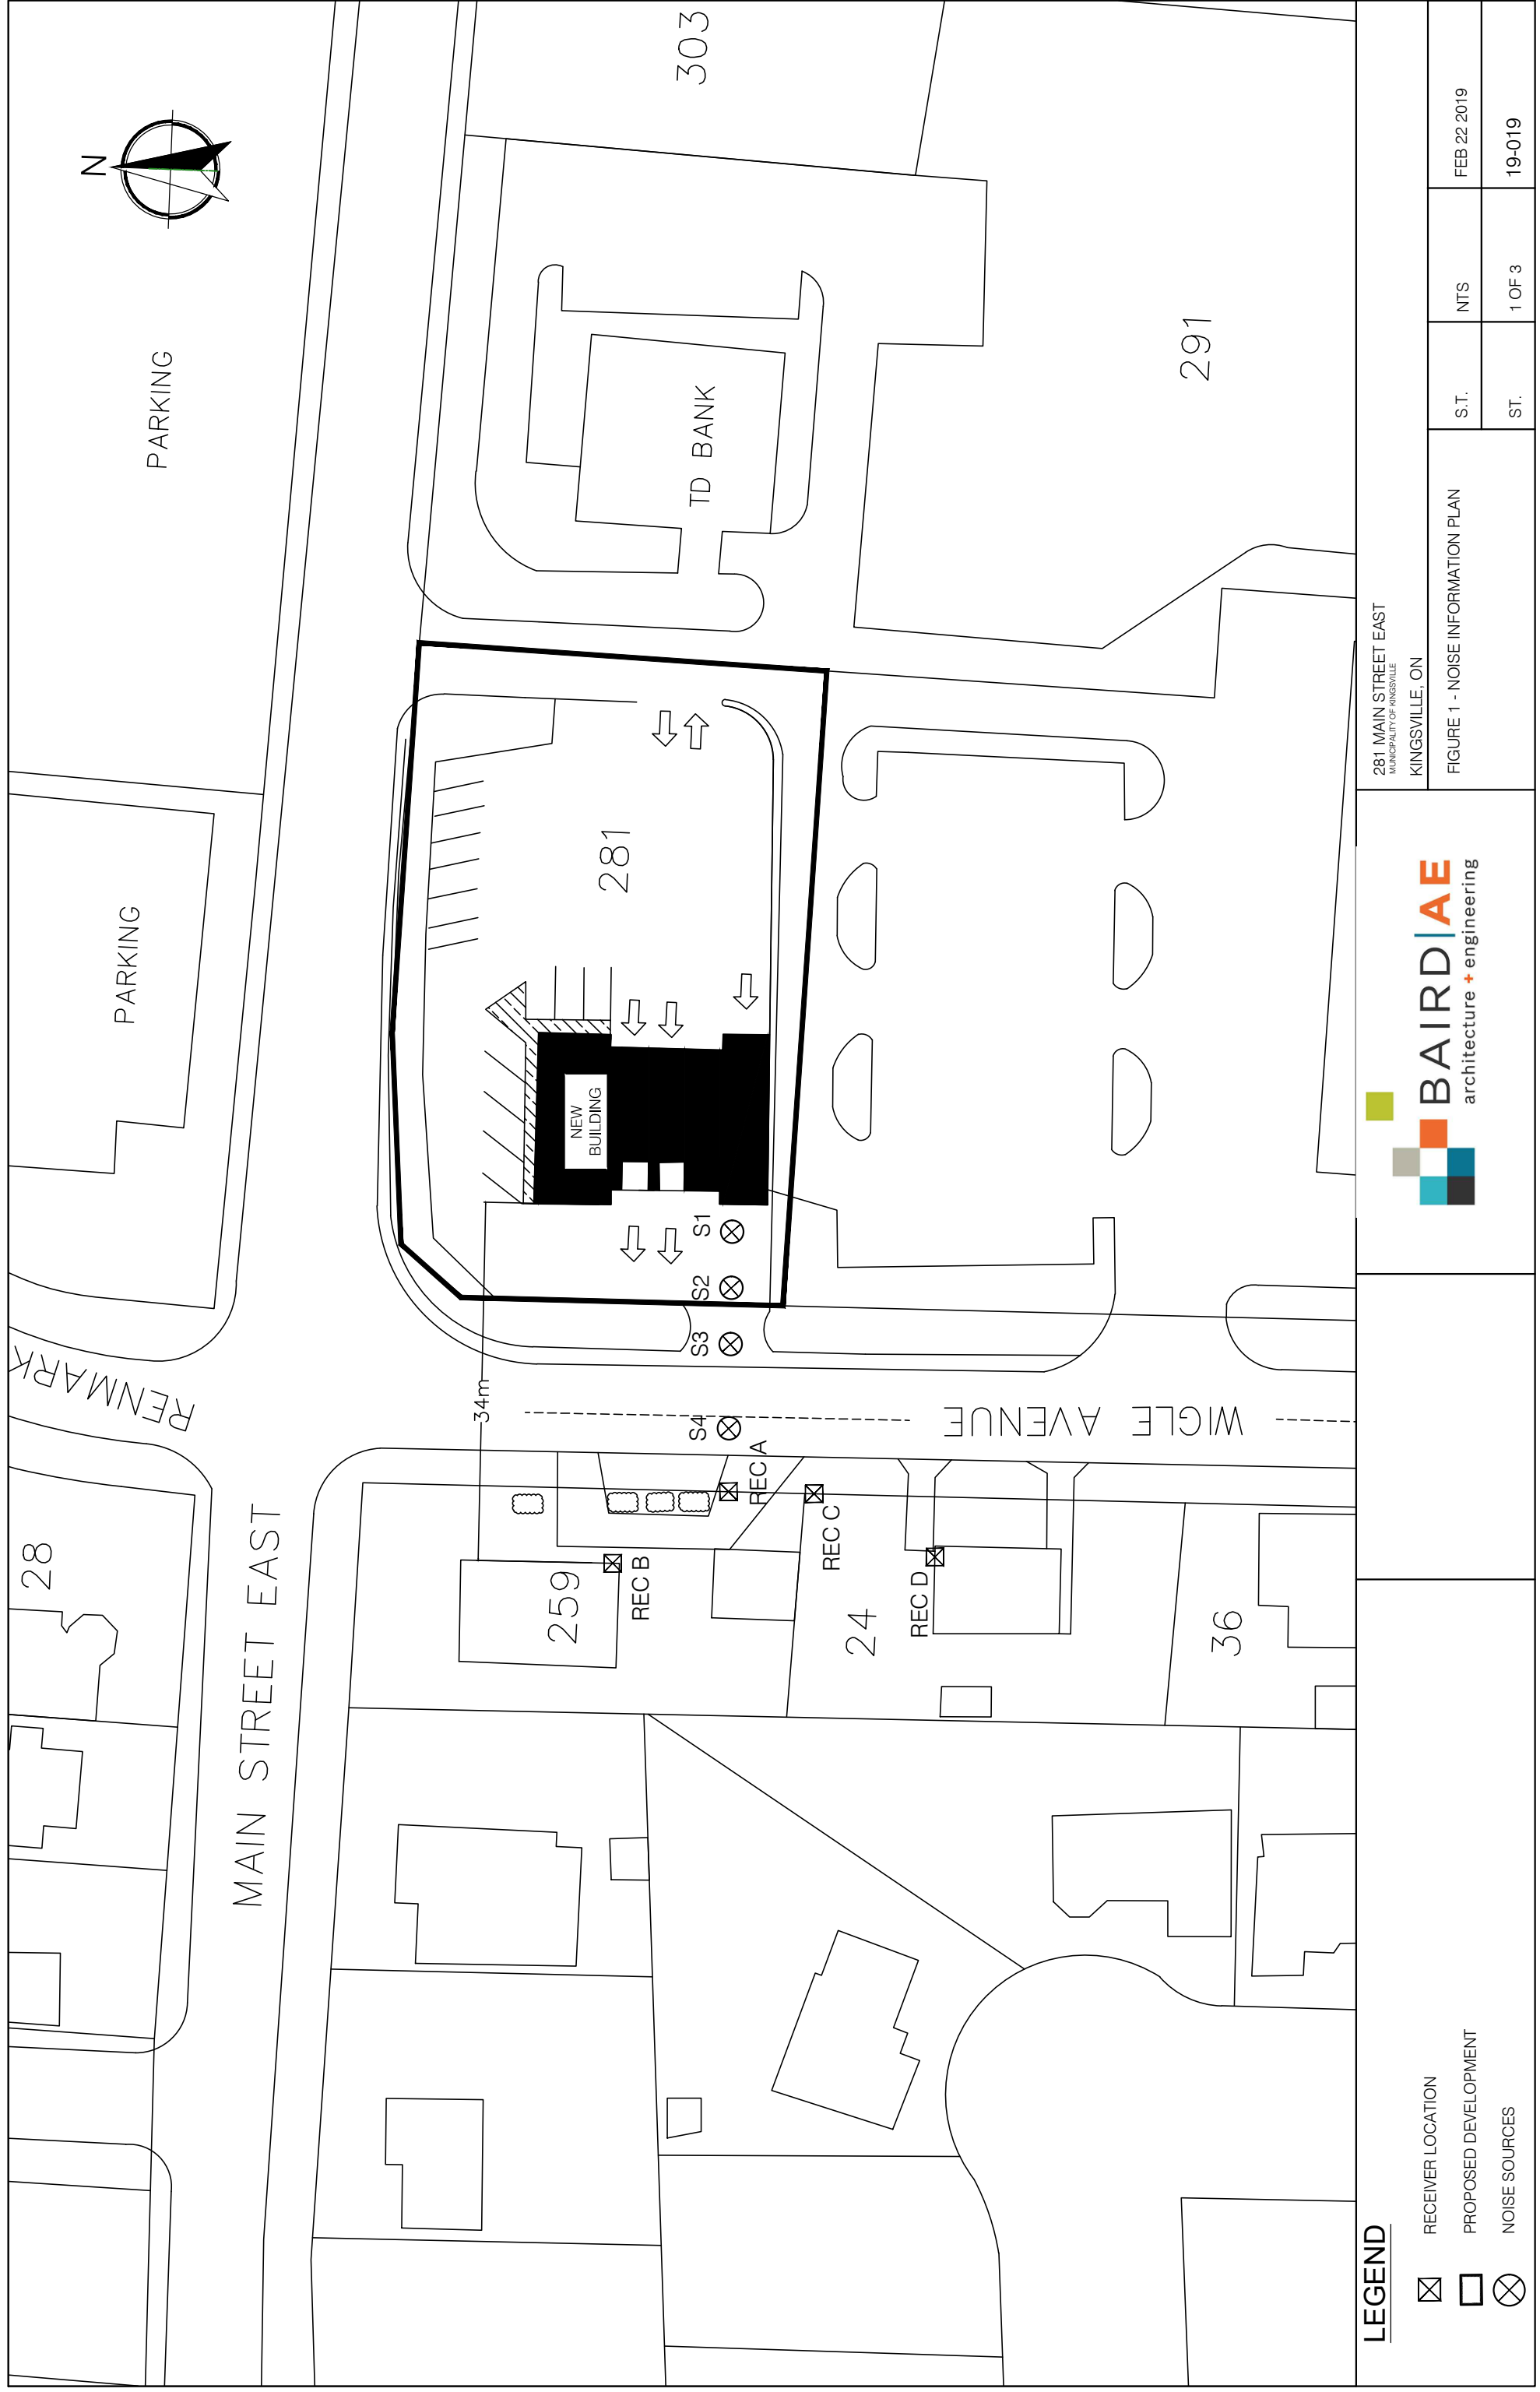 N
PARKING
PARKING
303
TD BANK
291
281
NEW
BUILDING
S1
S2
S3
S4
34m
RENMARK
WIGLE AVENUE
MAIN STREET EAST
28
259
24
36
REC A
REC B
REC C
REC D
LEGEND
RECEIVER LOCATION
PROPOSED DEVELOPMENT
NOISE SOURCES
BAIRD|AE
architecture + engineering
281 MAIN STREET EAST
MUNICIPALITY OF KINGSVILLE
KINGSVILLE, ON
FIGURE 1 - NOISE INFORMATION PLAN
S.T.
NTS
FEB 22 2019
ST.
1 OF 3
19-019